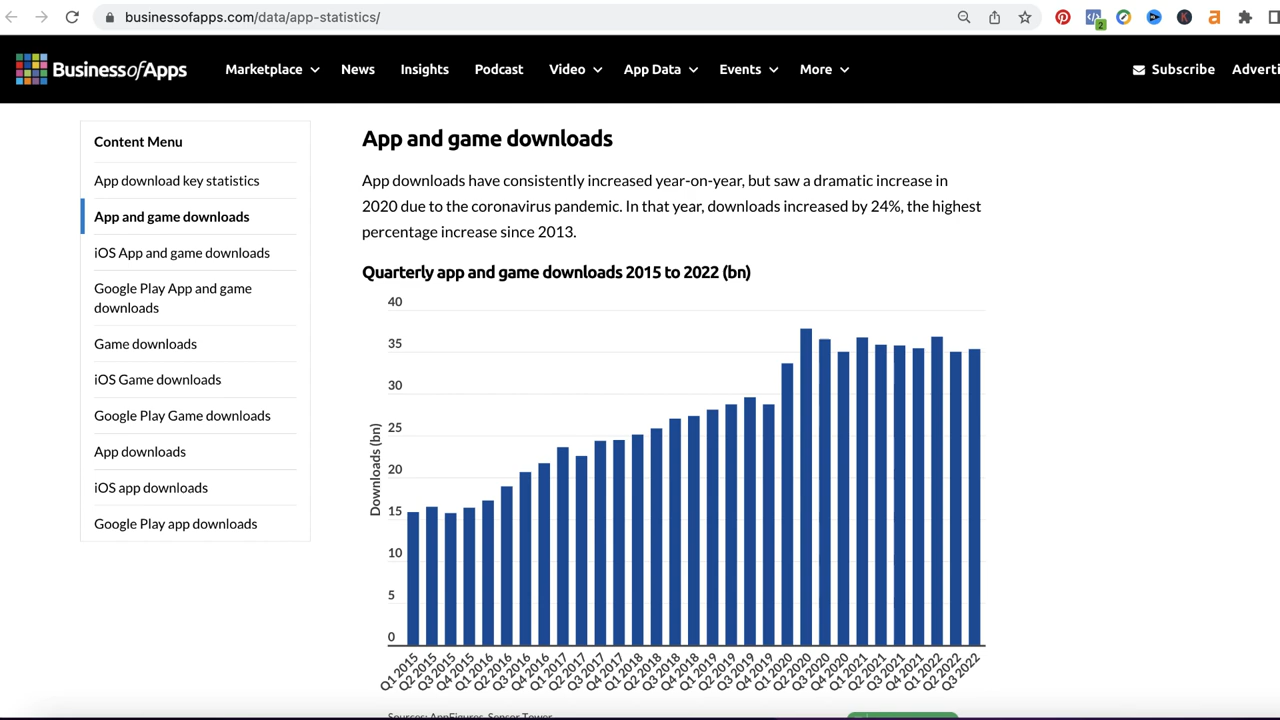 businessofapps.com/data/app-statistics/
2
BusinessofApps
Marketplace
News
Insights
Podcast
Video
App Data
Events
More
Subscribe
Adverti
Content Menu
App download key statistics
App and game downloads
iOS App and game downloads
Google Play App and game
downloads
Game downloads
iOS Game downloads
Google Play Game downloads
App downloads
iOS app downloads
Google Play app downloads
App and game downloads
App downloads have consistently increased year-on-year, but saw a dramatic increase in
2020 due to the coronavirus pandemic. In that year, downloads increased by 24%, the highest
percentage increase since 2013.
Quarterly app and game downloads 2015 to 2022 (bn)
Downloads (bn)
40
35
30
25
20
15
10
5
0
Q1 2015
Q2 2015
Q3 2015
Q4 2015
Q1 2016
Q2 2016
Q3 2016
Q4 2016
Q1 2017
Q2 2017
Q3 2017
Q4 2017
Q1 2018
Q2 2018
Q3 2018
Q4 2018
Q1 2019
Q2 2019
Q3 2019
Q4 2019
Q1 2020
Q2 2020
Q3 2020
Q4 2020
Q1 2021
Q2 2021
Q3 2021
Q4 2021
Q1 2022
Q2 2022
Q3 2022
Sources: AppFigures, Sensor Tower